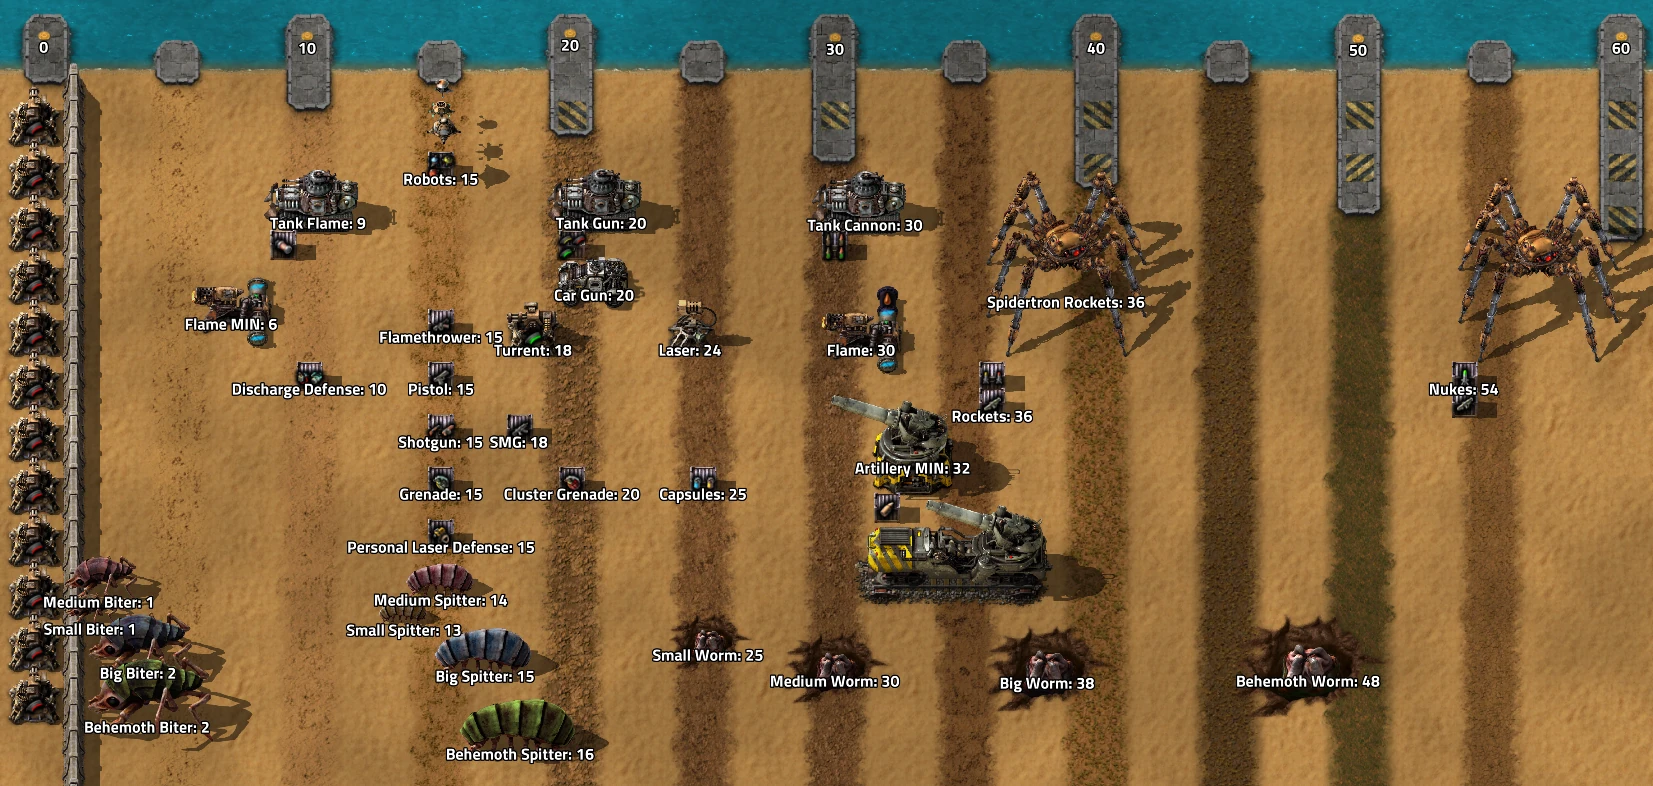 0
10
20
30
40
50
60
Robots: 15
Tank Flame: 9
Tank Gun: 20
Tank Cannon: 30
Car Gun: 20
Spidertron Rockets: 36
Flame MIN: 6
Flamethrower: 15
Turrent: 18
Laser: 24
Flame: 30
Discharge Defense: 10
Pistol: 15
Nukes: 54
Rockets: 36
Shotgun: 15
SMG: 18
Artillery MIN: 32
Grenade: 15
Cluster Grenade: 20
Capsules: 25
Personal Laser Defense: 15
Medium Biter: 1
Medium Spitter: 14
Small Biter: 1
Small Spitter: 13
Small Worm: 25
Big Biter: 2
Big Spitter: 15
Medium Worm: 30
Big Worm: 38
Behemoth Worm: 48
Behemoth Biter: 2
Behemoth Spitter: 16